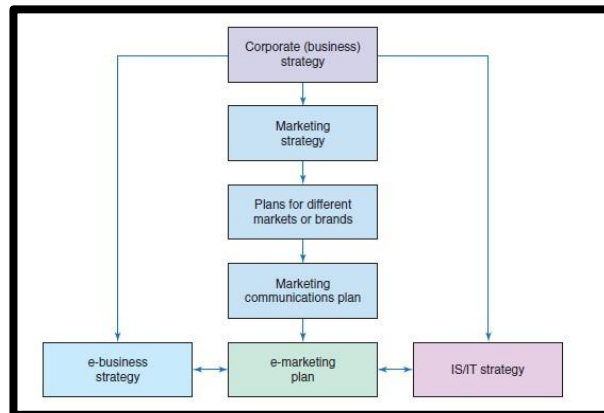 Corporate (business)
strategy
Marketing
strategy
Plans for different
markets or brands
Marketing
communications plan
e-business
strategy
e-marketing
plan
IS/IT strategy